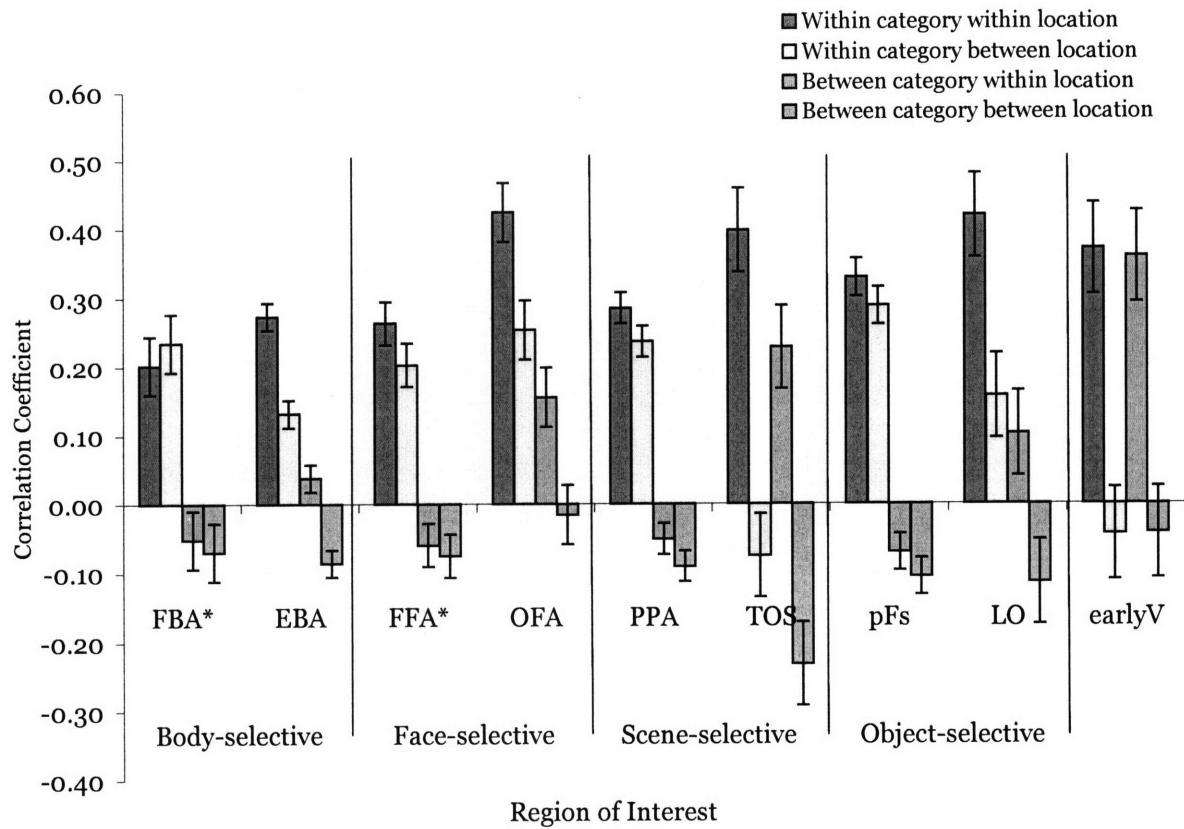 Within category within location
Within category between location
Between category within location
Between category between location
0.60
0.50
0.40
0.30
0.20
0.10
0.00
-0.10
-0.20
-0.30
-0.40
Correlation Coefficient
FBA* EBA FFA* OFA PPA TOS pFs LO earlyV
Body-selective Face-selective Scene-selective Object-selective
Region of Interest